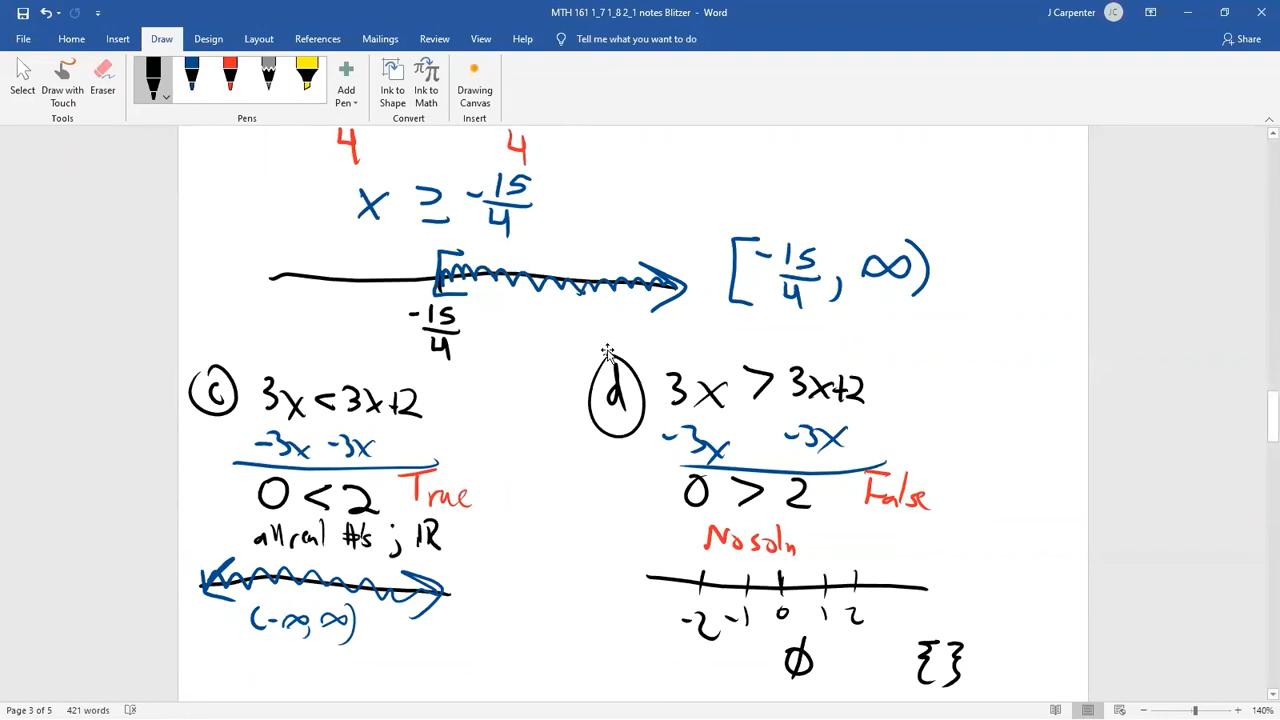 MTH 161 1_7 1_8 2_1 notes Blitzer - Word
J Carpenter JC
File Home Insert Draw Design Layout References Mailings Review View Help Tell me what you want to do Share
Select Draw with Touch Eraser Add Pen Ink to Shape Ink to Math Drawing Canvas
Tools Pens Convert Insert
4 4
x ≥ -15/4
[-15/4, ∞)
-15/4
c 3x < 3x+2
-3x -3x
0 < 2 True
all real #'s ; ℝ
(-∞, ∞)
d 3x > 3x+2
-3x -3x
0 > 2 False
No soln
-2 -1 0 1 2
∅ { }
Page 3 of 5 421 words 140%